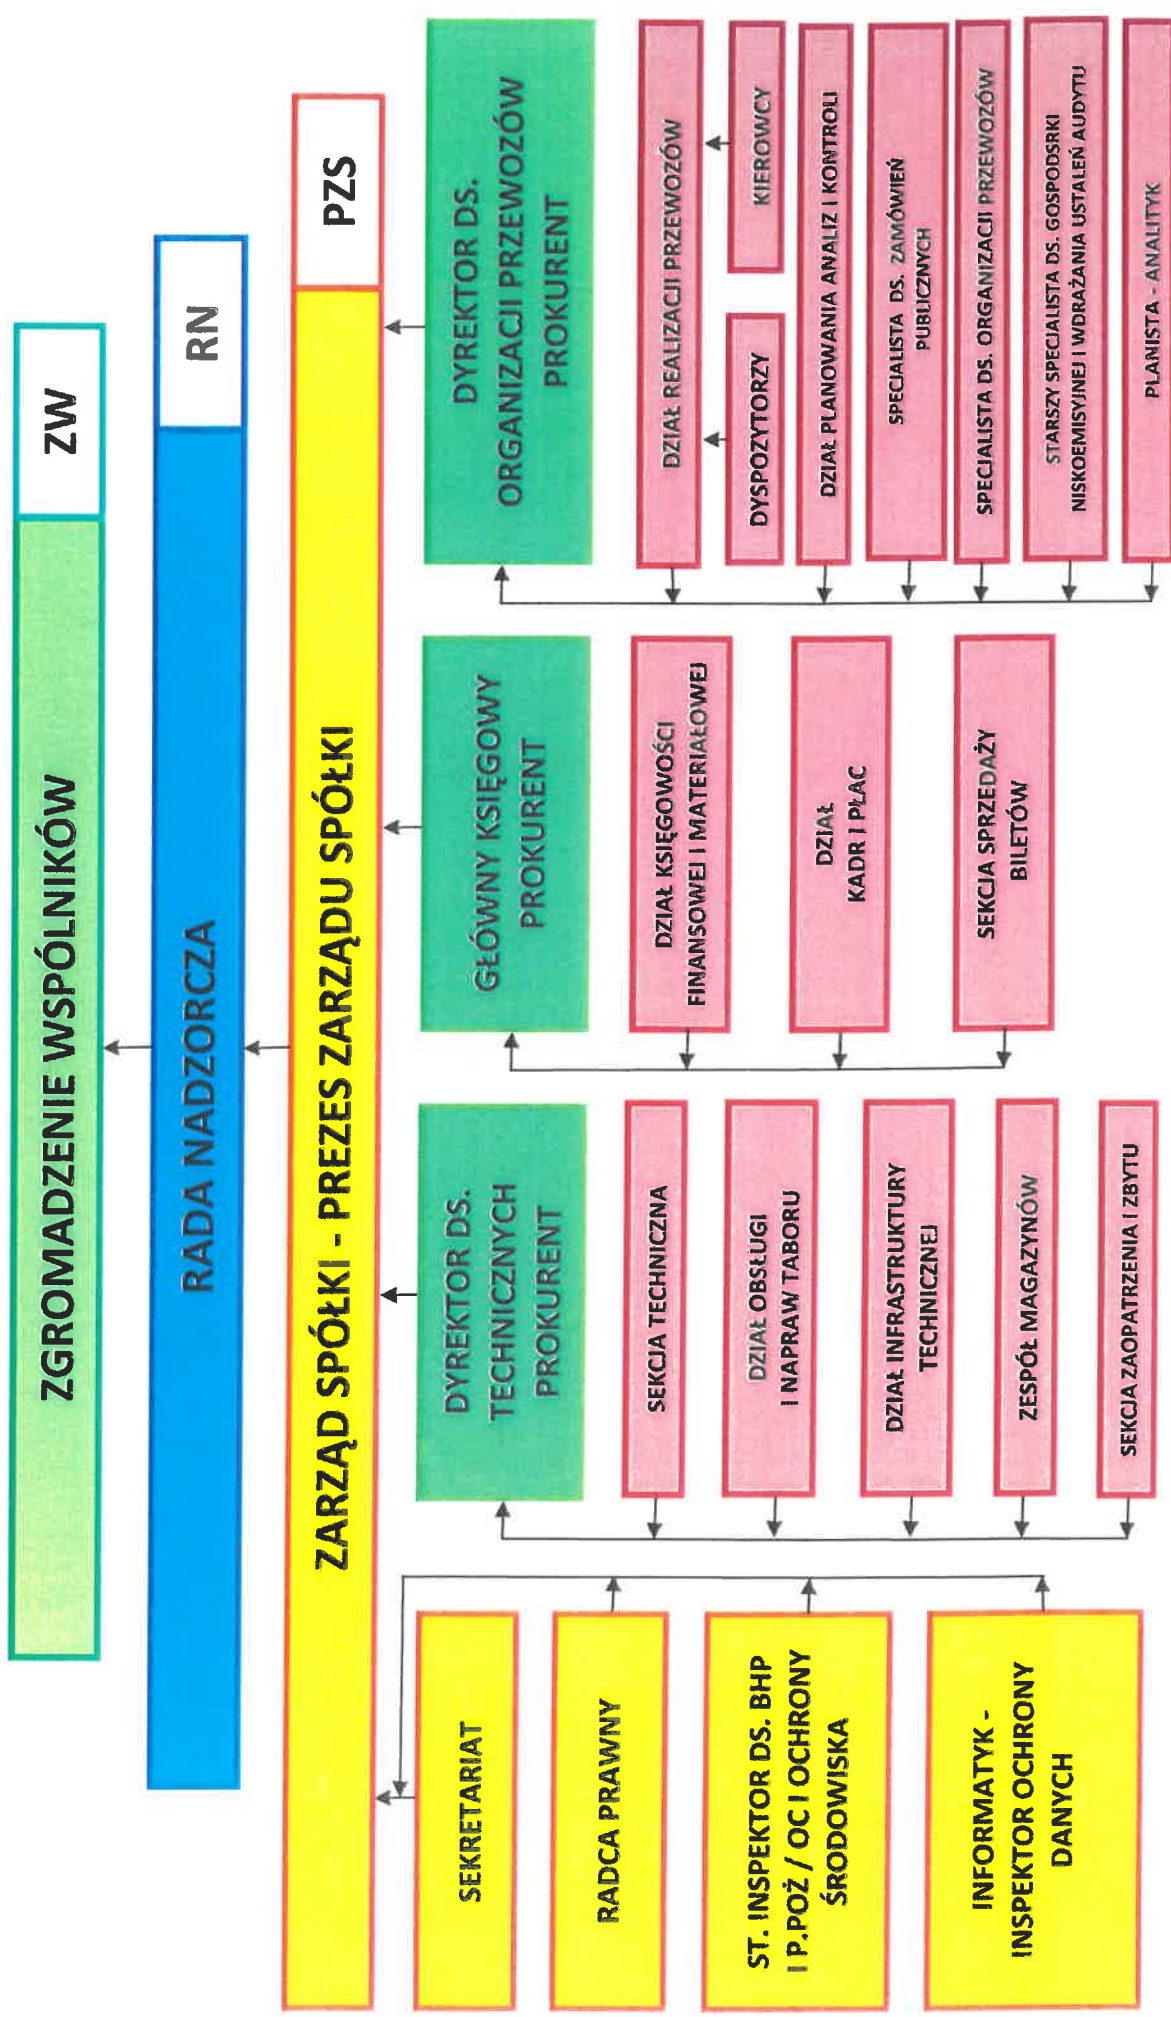 ZGROMADZENIE WSPÓLNIKÓW
ZW
RADA NADZORCZA
RN
ZARZĄD SPÓŁKI - PREZES ZARZĄDU SPÓŁKI
PZS
SEKRETARIAT
RADCA PRAWNY
ST. INSPEKTOR DS. BHP
I P.POŻ / OC I OCHRONY
ŚRODOWISKA
INFORMATYK -
INSPEKTOR OCHRONY
DANYCH
DYREKTOR DS.
TECHNICZNYCH
PROKURENT
SEKCJA TECHNICZNA
DZIAŁ OBSŁUGI
I NAPRAW TABORU
DZIAŁ INFRASTRUKTURY
TECHNICZNEJ
ZESPÓŁ MAGAZYNÓW
SEKCJA ZAOPATRZENIA I ZBYTU
GŁÓWNY KSIĘGOWY
PROKURENT
DZIAŁ KSIĘGOWOŚCI
FINANSOWEJ I MATERIAŁOWEJ
DZIAŁ
KADR I PŁAC
SEKCJA SPRZEDAŻY
BILETÓW
DYREKTOR DS.
ORGANIZACJI PRZEWOZÓW
PROKURENT
DZIAŁ REALIZACJI PRZEWOZÓW
DYSPOZYTORZY
KIEROWCY
DZIAŁ PLANOWANIA ANALIZ I KONTROLI
SPECJALISTA DS. ZAMÓWIEŃ
PUBLICZNYCH
SPECJALISTA DS. ORGANIZACJI PRZEWOZÓW
STARSZY SPECJALISTA DS. GOSPODSRKI
NISKOEMISYJNEJ I WDRAŻANIA USTALEŃ AUDYTU
PLANISTA - ANALITYK